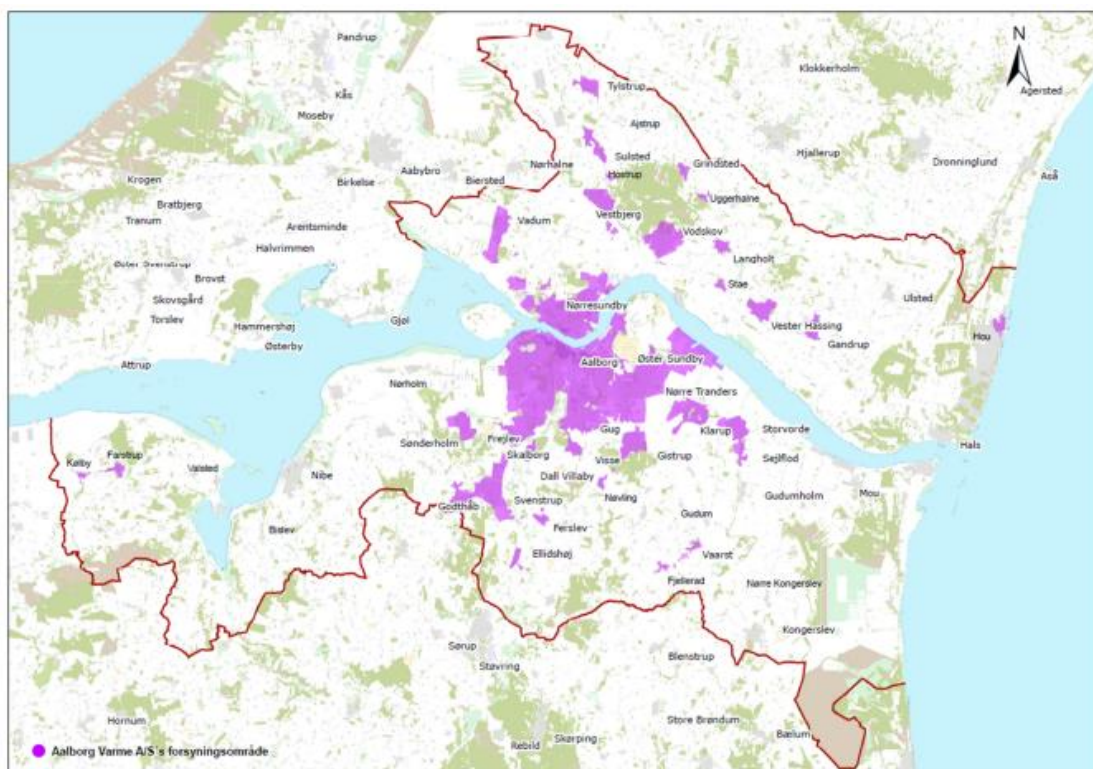 N
Pandrup
Klokkerholm
Kås
Tylstrup
Agersted
Moseby
Ajstrup
Hjallerup
Nørhalne
Sulsted
Grindsted
Dronninglund
Aabybro
Hostrup
Aså
Krogen
Birkelse
Biersted
Uggerhalne
Bratbjerg
Vestbjerg
Tranum
Arentsminde
Vadum
Vodskov
Halvrimmen
Langholt
Øster Svenstrup
Brovst
Stae
Skovsgård
Nørresundby
Ulsted
Torslev
Gjøl
Hammershøj
Vester Hassing
Østerby
Gandrup
Hou
Attrup
Aalborg
Øster Sundby
Nørholm
Nørre Tranders
Sønderholm
Frejlev
Gug
Klarup
Storvorde
Hals
Skalborg
Farstrup
Kølby
Valsted
Visse
Gistrup
Sejlflod
Nibe
Dall Villaby
Mou
Godthåb
Svenstrup
Nøvling
Gudumholm
Gudum
Bislev
Ferslev
Ellidshøj
Vaarst
Fjellerad
Nørre Kongerslev
Kongerslev
Sørup
Blenstrup
Støvring
Hornum
Store Brøndum
Skørping
Bælum
Rebild
Aalborg Varme A/S's forsyningsområde